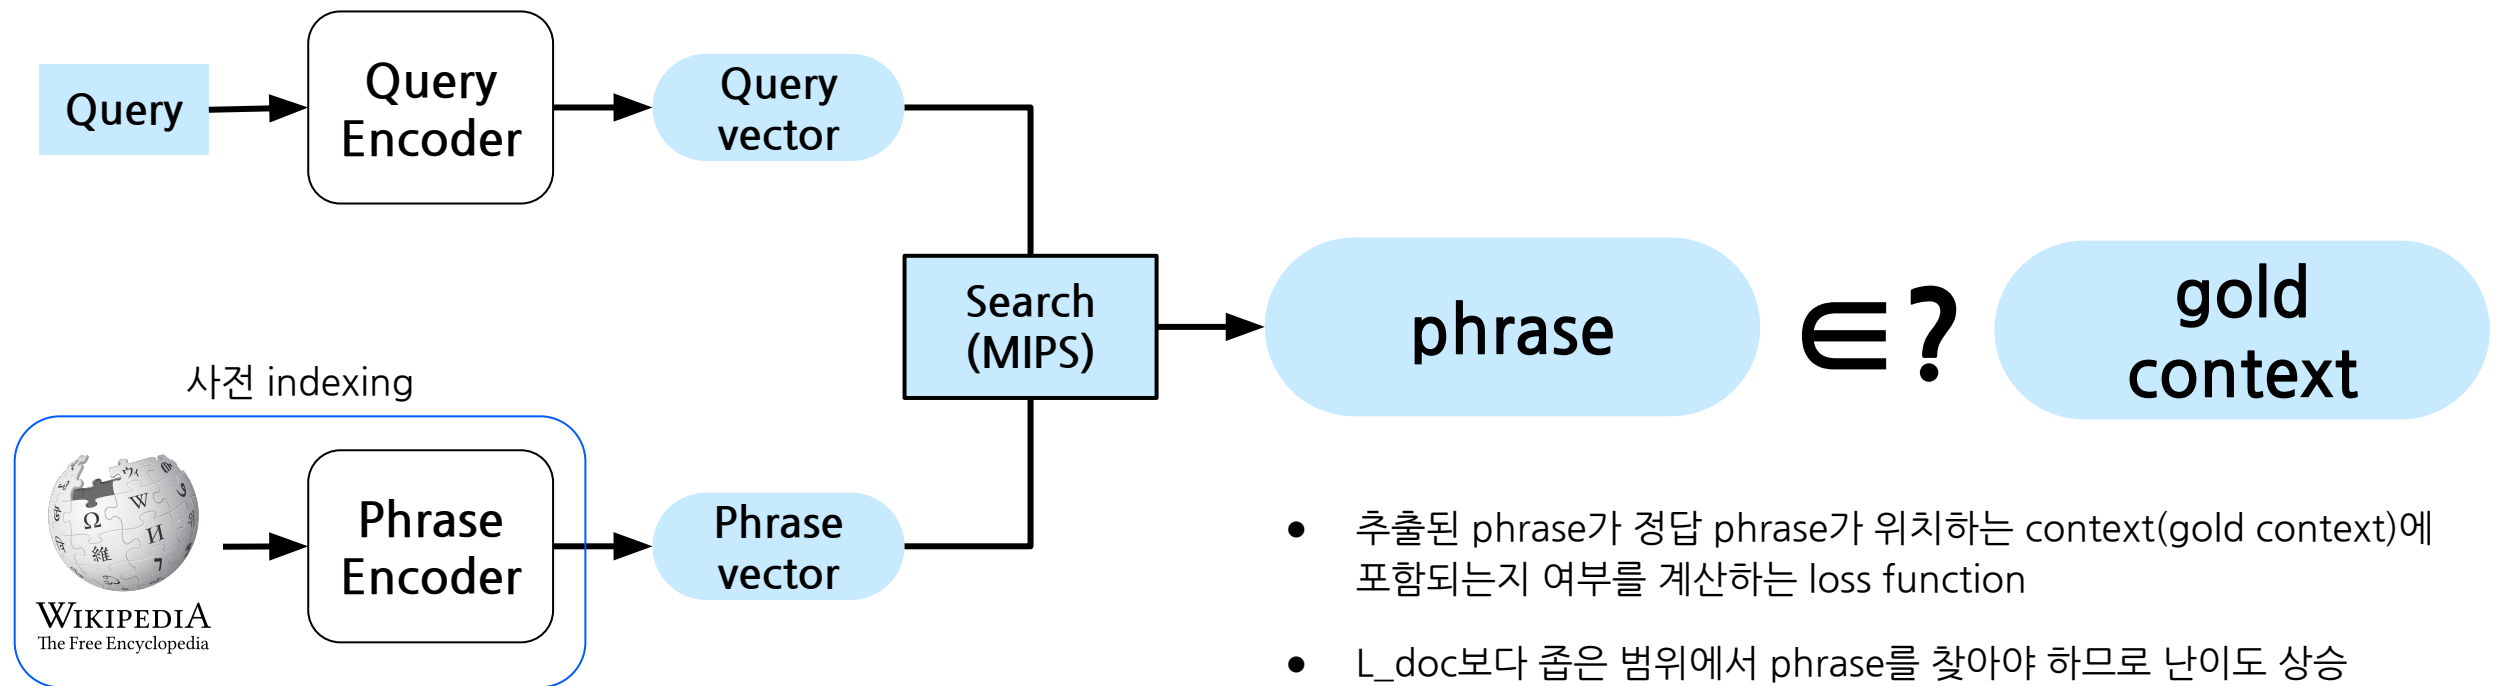 Query
Query
Encoder
Query
vector
Search
(MIPS)
phrase
∈ ?
gold
context
사전 indexing
WIKIPEDIA
The Free Encyclopedia
Phrase
Encoder
Phrase
vector
● 추출된 phrase가 정답 phrase가 위치하는 context(gold context)에
포함되는지 여부를 계산하는 loss function
● L_doc보다 좁은 범위에서 phrase를 찾아야 하므로 난이도 상승